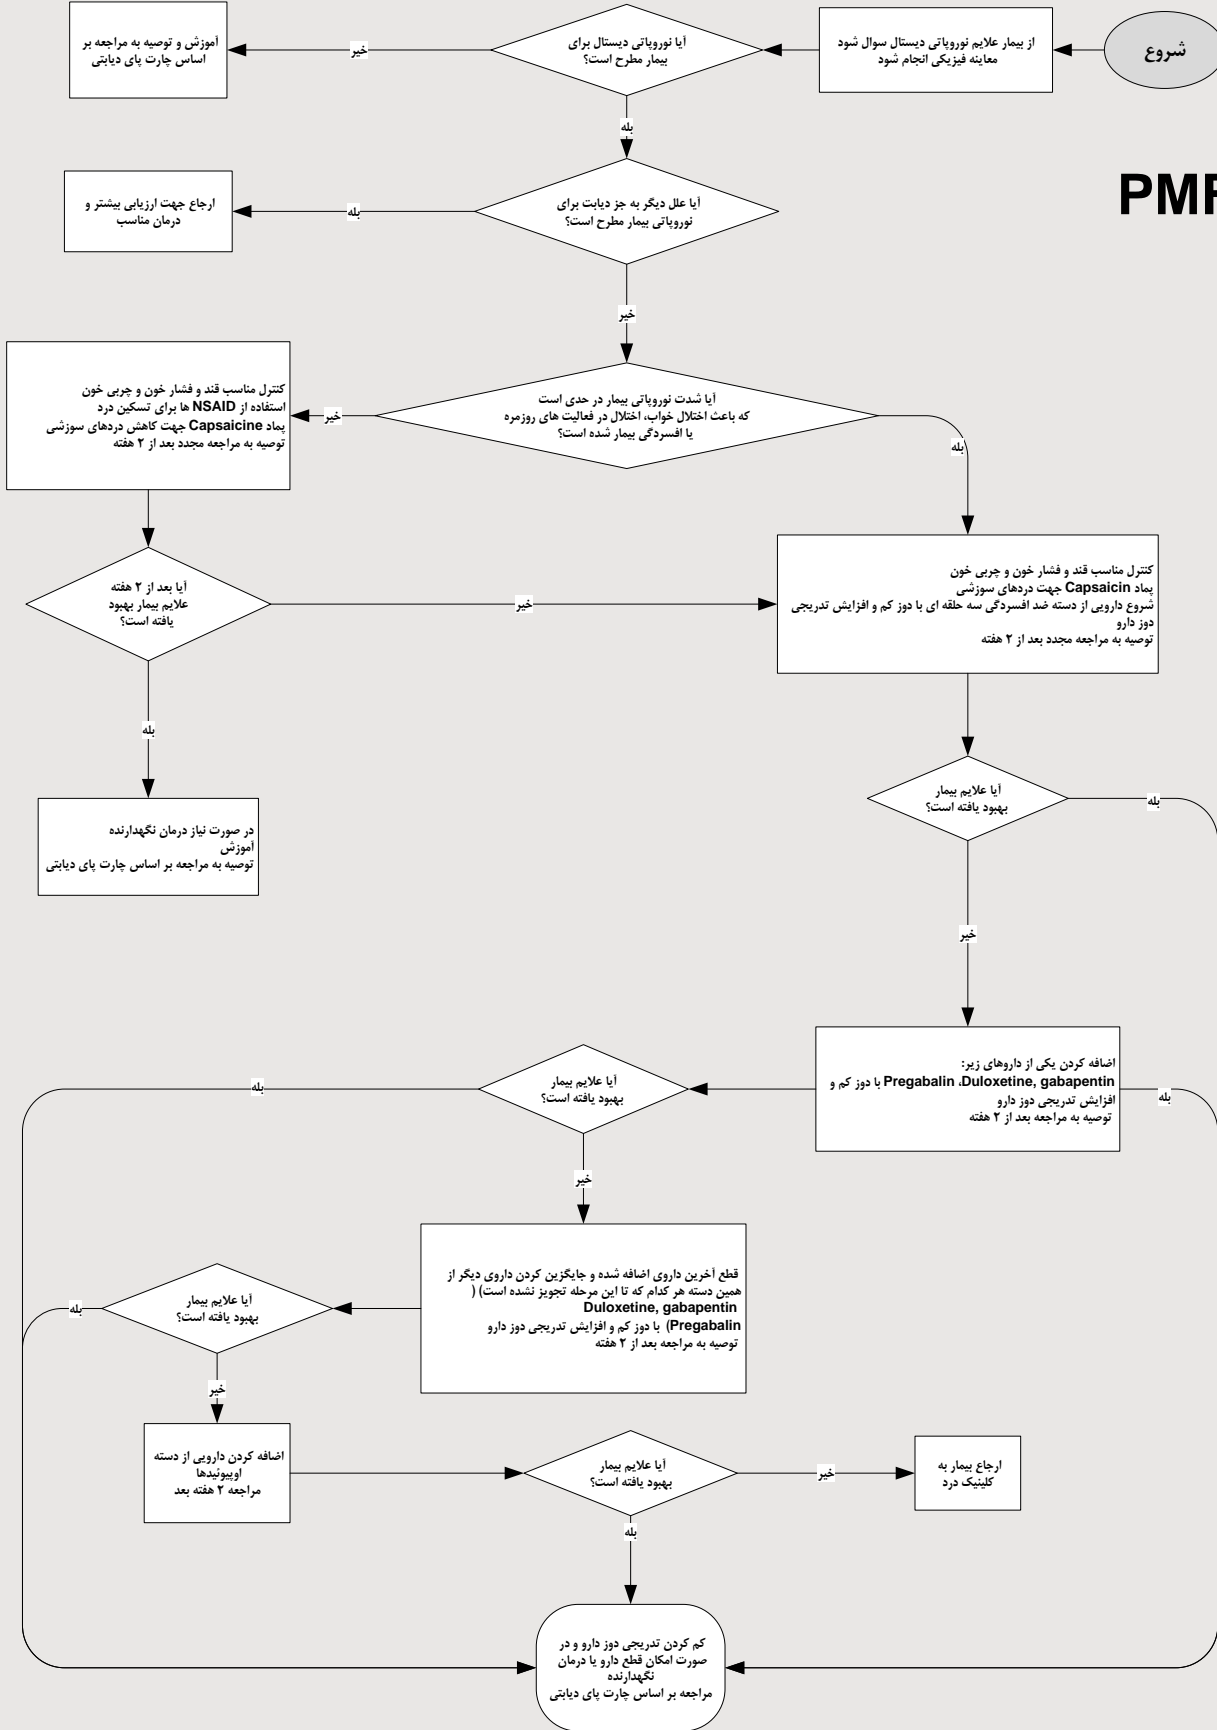 شروع
از بیمار علایم نوروپاتی دیستال سوال شود
معاینه فیزیکی انجام شود
آیا نوروپاتی دیستال برای
بیمار مطرح است؟
خیر
آموزش و توصیه به مراجعه بر
اساس چارت پای دیابتی
بله
آیا علل دیگر به جز دیابت برای
نوروپاتی بیمار مطرح است؟
بله
ارجاع جهت ارزیابی بیشتر و
درمان مناسب
خیر
آیا شدت نوروپاتی بیمار در حدی است
که باعث اختلال خواب، اختلال در فعالیت های روزمره
یا افسردگی بیمار شده است؟
خیر
کنترل مناسب قند و فشار خون و چربی خون
استفاده از NSAID ها برای تسکین درد
پماد Capsaicine جهت کاهش دردهای سوزشی
توصیه به مراجعه مجدد بعد از ۲ هفته
بله
کنترل مناسب قند و فشار خون و چربی خون
پماد Capsaicin جهت دردهای سوزشی
شروع دارویی از دسته ضد افسردگی سه حلقه ای با دوز کم و افزایش تدریجی
دوز دارو
توصیه به مراجعه مجدد بعد از ۲ هفته
آیا بعد از ۲ هفته
علایم بیمار بهبود
یافته است؟
خیر
بله
در صورت نیاز درمان نگهدارنده
آموزش
توصیه به مراجعه بر اساس چارت پای دیابتی
آیا علایم بیمار
بهبود یافته است؟
بله
خیر
اضافه کردن یکی از داروهای زیر:
Pregabalin ،Duloxetine, gabapentin با دوز کم و
افزایش تدریجی دوز دارو
توصیه به مراجعه بعد از ۲ هفته
بله
آیا علایم بیمار
بهبود یافته است؟
بله
خیر
قطع آخرین داروی اضافه شده و جایگزین کردن داروی دیگر از
همین دسته هر کدام که تا این مرحله تجویز نشده است) (
Duloxetine, gabapentin
Pregabalin) با دوز کم و افزایش تدریجی دوز دارو
توصیه به مراجعه بعد از ۲ هفته
آیا علایم بیمار
بهبود یافته است؟
بله
خیر
اضافه کردن دارویی از دسته
اوپیوئیدها
مراجعه ۲ هفته بعد
آیا علایم بیمار
بهبود یافته است؟
خیر
ارجاع بیمار به
کلینیک درد
بله
کم کردن تدریجی دوز دارو و در
صورت امکان قطع دارو یا درمان
نگهدارنده
مراجعه بر اساس چارت پای دیابتی